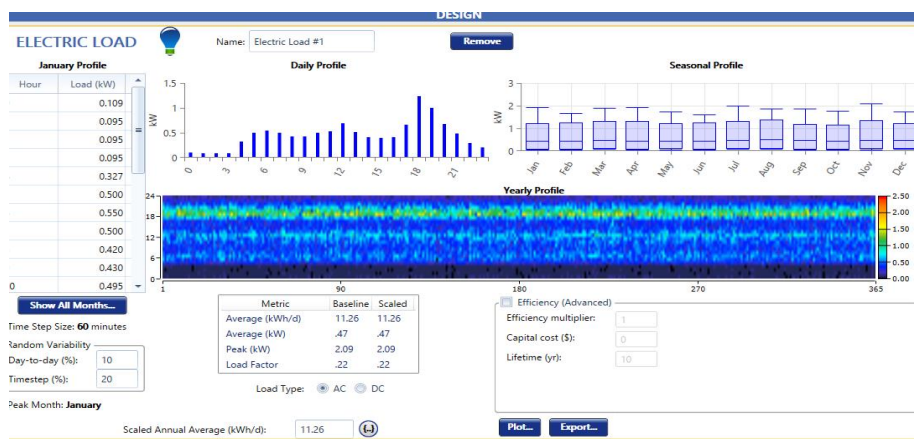 DESIGN
ELECTRIC LOAD
Name: Electric Load #1
Remove
January Profile
Hour Load (kW)
0.109
0.095
0.095
0.095
0.327
0.500
0.550
0.500
0.420
0.430
0 0.495
Show All Months...
Time Step Size: 60 minutes
Random Variability
Day-to-day (%): 10
Timestep (%): 20
Peak Month: January
Daily Profile
kW
1.5
1
0.5
0
0 3 6 9 12 15 18 21
Seasonal Profile
kW
3
2
1
0
Jan Feb Mar Apr May Jun Jul Aug Sep Oct Nov Dec
Yearly Profile
24
18
12
6
0
1 90 180 270 365
2.50
2.00
1.50
1.00
0.50
0.00
Metric Baseline Scaled
Average (kWh/d) 11.26 11.26
Average (kW) .47 .47
Peak (kW) 2.09 2.09
Load Factor .22 .22
Load Type: AC DC
Efficiency (Advanced)
Efficiency multiplier: 1
Capital cost ($): 0
Lifetime (yr): 10
Scaled Annual Average (kWh/d): 11.26 {..}
Plot... Export...